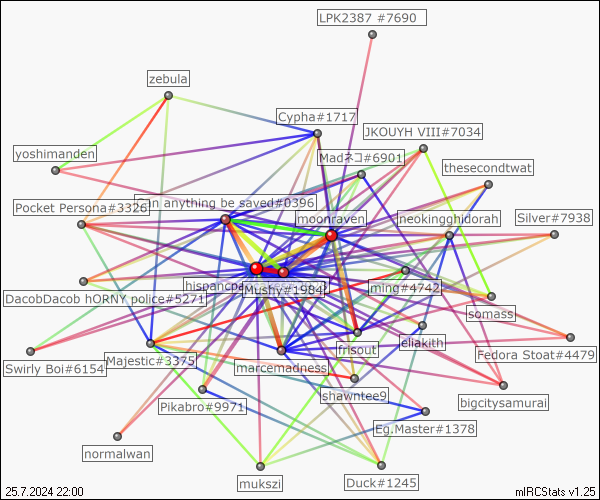 LPK2387 #7690
zebula
Cypha#1717
JKOUYH VIII#7034
yoshimanden
Madネコ#6901
thesecondtwat
Pocket Persona#3326
an anything be saved#0396
moonraven
neokingghidorah
Silver#7938
hispancpe
Mushy#1984
ming#4742
DacobDacob hORNY police#5271
somass
Swirly Boi#6154
Majestic#3375
marcemadness
frisout
eliakith
Fedora Stoat#4479
shawntee9
bigcitysamurai
Pikabro#9971
Eg.Master#1378
normalwan
mukszi
Duck#1245
25.7.2024 22:00
mIRCStats v1.25